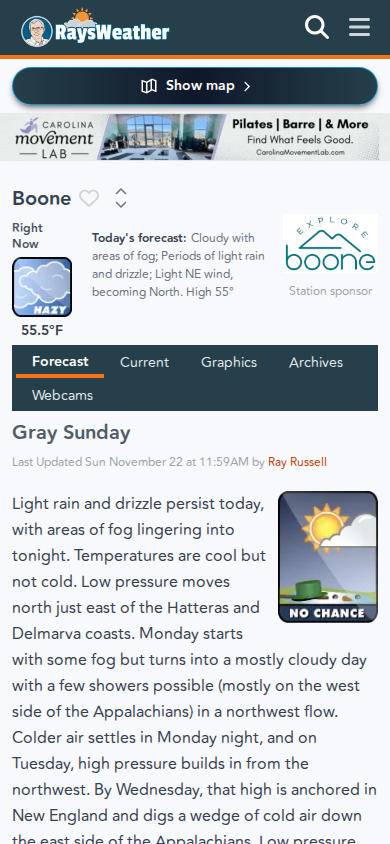 RaysWeather
Show map
CAROLINA
movement
LAB
Pilates | Barre | & More
Find What Feels Good.
CarolinaMovementLab.com
Boone
Right
Now
HAZY
55.5°F
Today's forecast: Cloudy with
areas of fog; Periods of light rain
and drizzle; Light NE wind,
becoming North. High 55°
EXPLORE
boone
Station sponsor
Forecast
Current
Graphics
Archives
Webcams
Gray Sunday
Last Updated Sun November 22 at 11:59AM by Ray Russell
Light rain and drizzle persist today,
with areas of fog lingering into
tonight. Temperatures are cool but
not cold. Low pressure moves
north just east of the Hatteras and
Delmarva coasts. Monday starts
NO CHANCE
with some fog but turns into a mostly cloudy day
with a few showers possible (mostly on the west
side of the Appalachians) in a northwest flow.
Colder air settles in Monday night, and on
Tuesday, high pressure builds in from the
northwest. By Wednesday, that high is anchored in
New England and digs a wedge of cold air down
the east side of the Appalachians. Low pressure